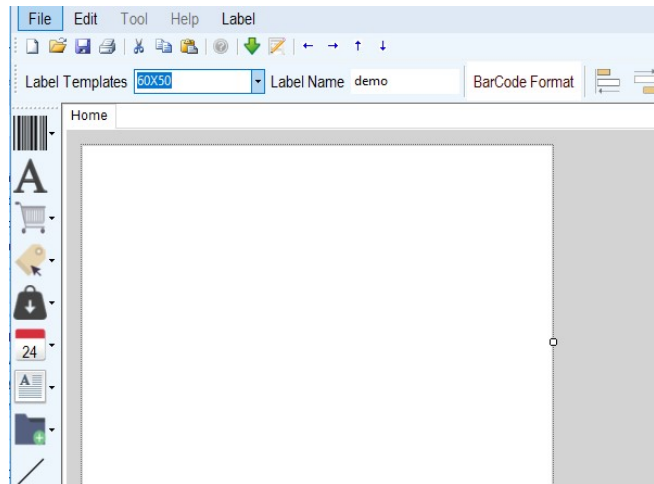 File Edit Tool Help Label
Label Templates 60X50 Label Name demo BarCode Format
Home
A
24
A